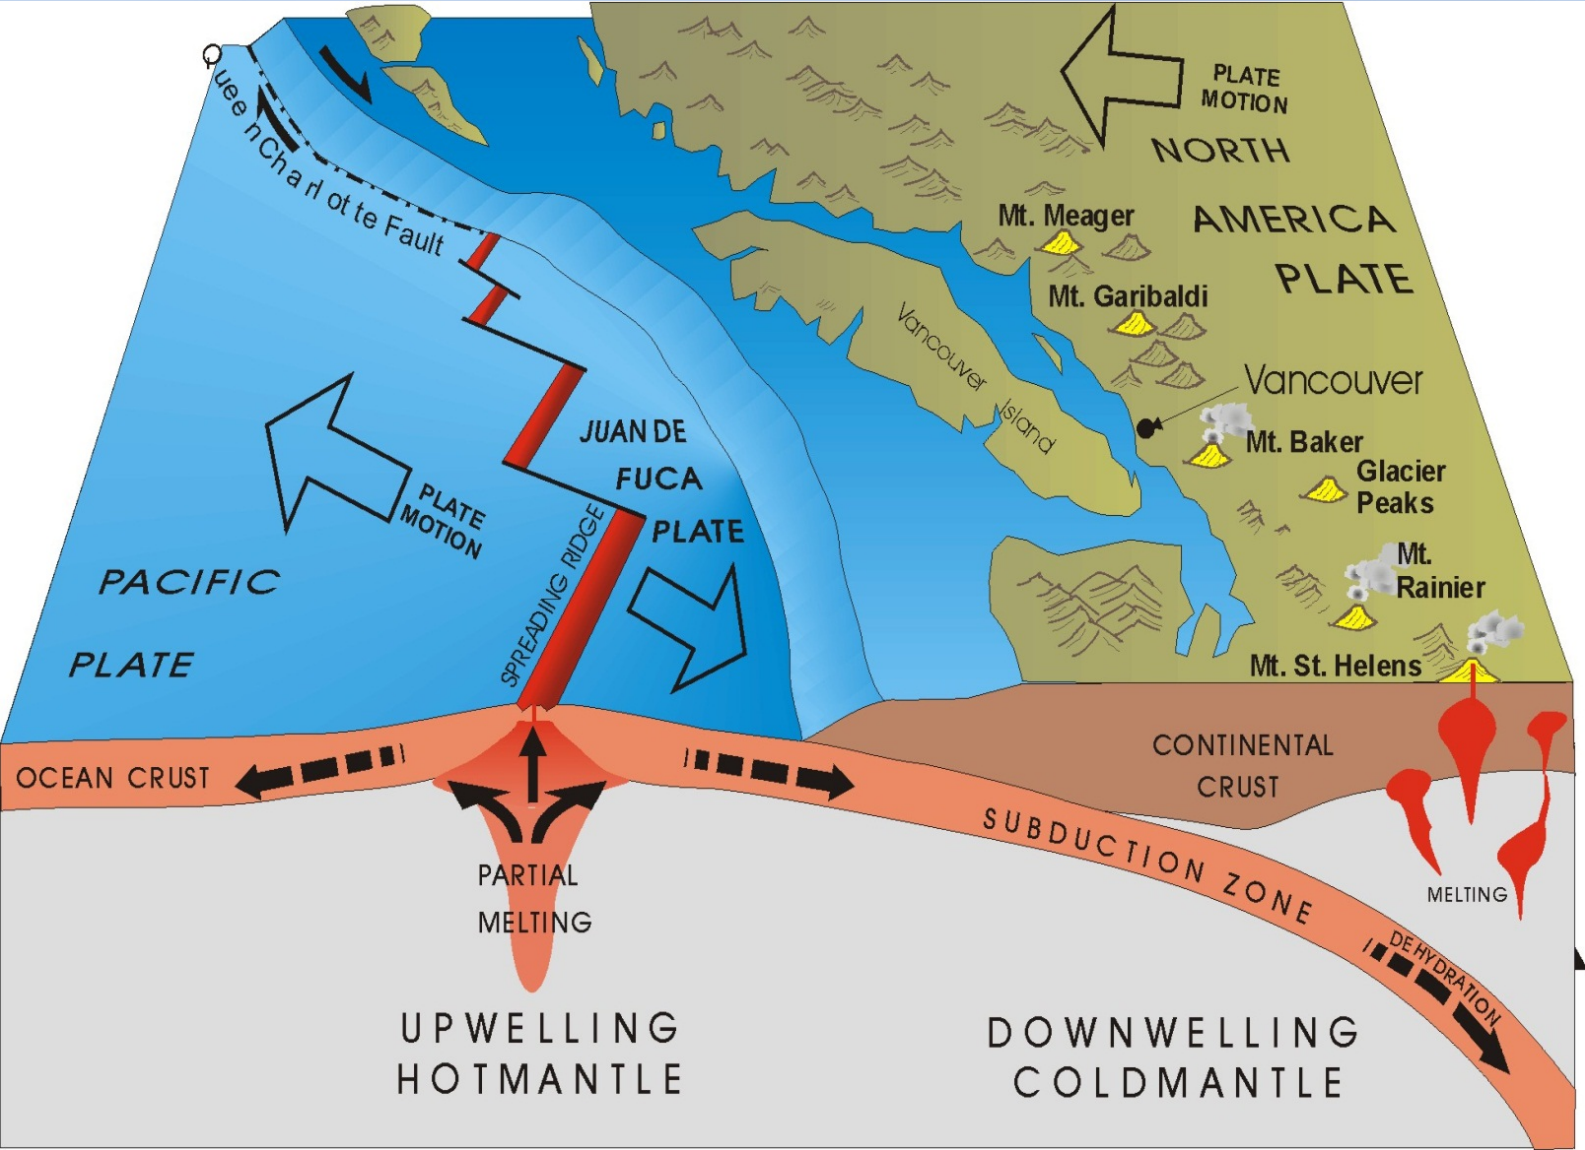 Queen Charlotte Fault
PLATE
MOTION
NORTH
AMERICA
PLATE
Mt. Meager
Mt. Garibaldi
Vancouver
Island
Vancouver
Mt. Baker
Glacier
Peaks
Mt.
Rainier
Mt. St. Helens
JUAN DE
FUCA
PLATE
PLATE
MOTION
SPREADING RIDGE
PACIFIC
PLATE
OCEAN CRUST
CONTINENTAL
CRUST
SUBDUCTION ZONE
PARTIAL
MELTING
MELTING
DEHYDRATION
UPWELLING
HOTMANTLE
DOWNWELLING
COLDMANTLE